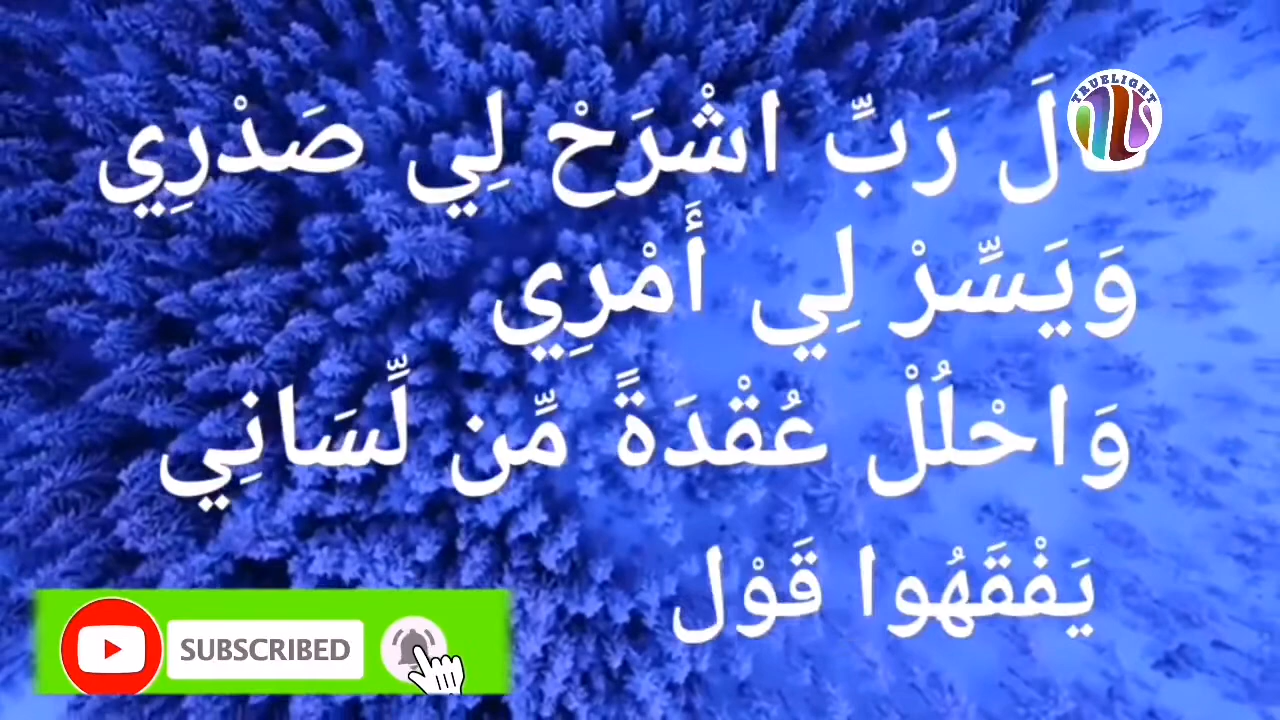 TRUELIGHT
رَبِّ اشْرَحْ لِي صَدْرِي
وَيَسِّرْ لِي أَمْرِي
وَاحْلُلْ عُقْدَةً مِّن لِّسَانِي
يَفْقَهُوا قَوْل
SUBSCRIBED